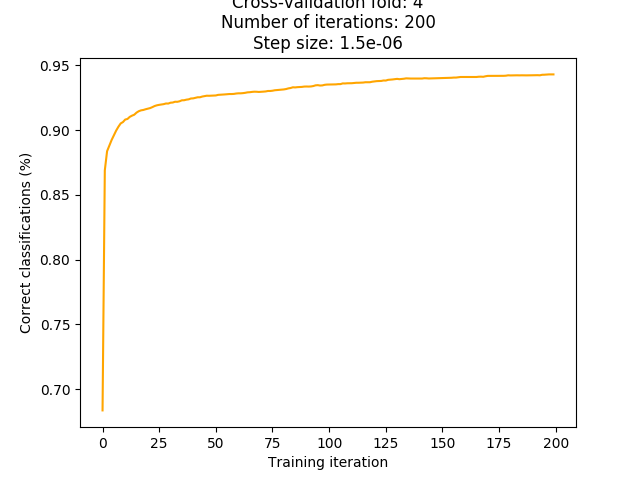 Cross-validation fold: 4
Number of iterations: 200
Step size: 1.5e-06
0.95
0.90
0.85
0.80
0.75
0.70
Correct classifications (%)
0 25 50 75 100 125 150 175 200
Training iteration